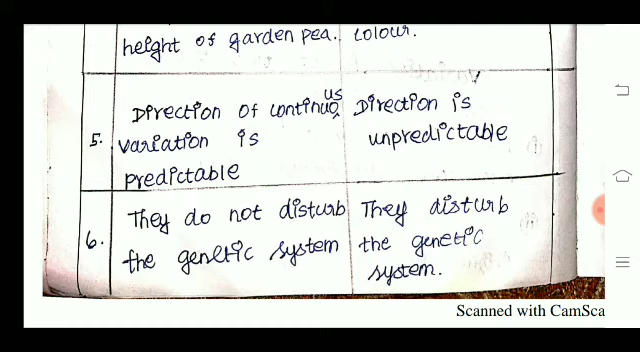 height of garden pea. colour.
5. Direction of continuous variation is predictable
Direction is unpredictable
6. They do not disturb the genetic system
They disturb the genetic system.
Scanned with CamSca